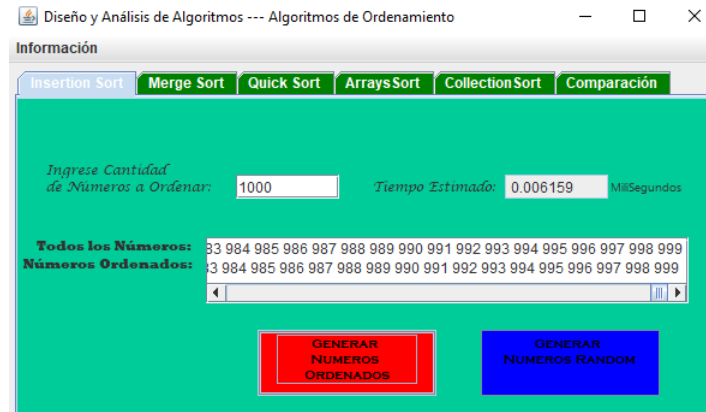 Diseño y Análisis de Algoritmos --- Algoritmos de Ordenamiento
Información
Insertion Sort Merge Sort Quick Sort ArraysSort CollectionSort Comparación
Ingrese Cantidad
de Números a Ordenar: 1000 Tiempo Estimado: 0.006159 MiliSegundos
Todos los Números: 83 984 985 986 987 988 989 990 991 992 993 994 995 996 997 998 999
Números Ordenados: 83 984 985 986 987 988 989 990 991 992 993 994 995 996 997 998 999
GENERAR
NUMEROS
ORDENADOS
GENERAR
NUMEROS RANDOM